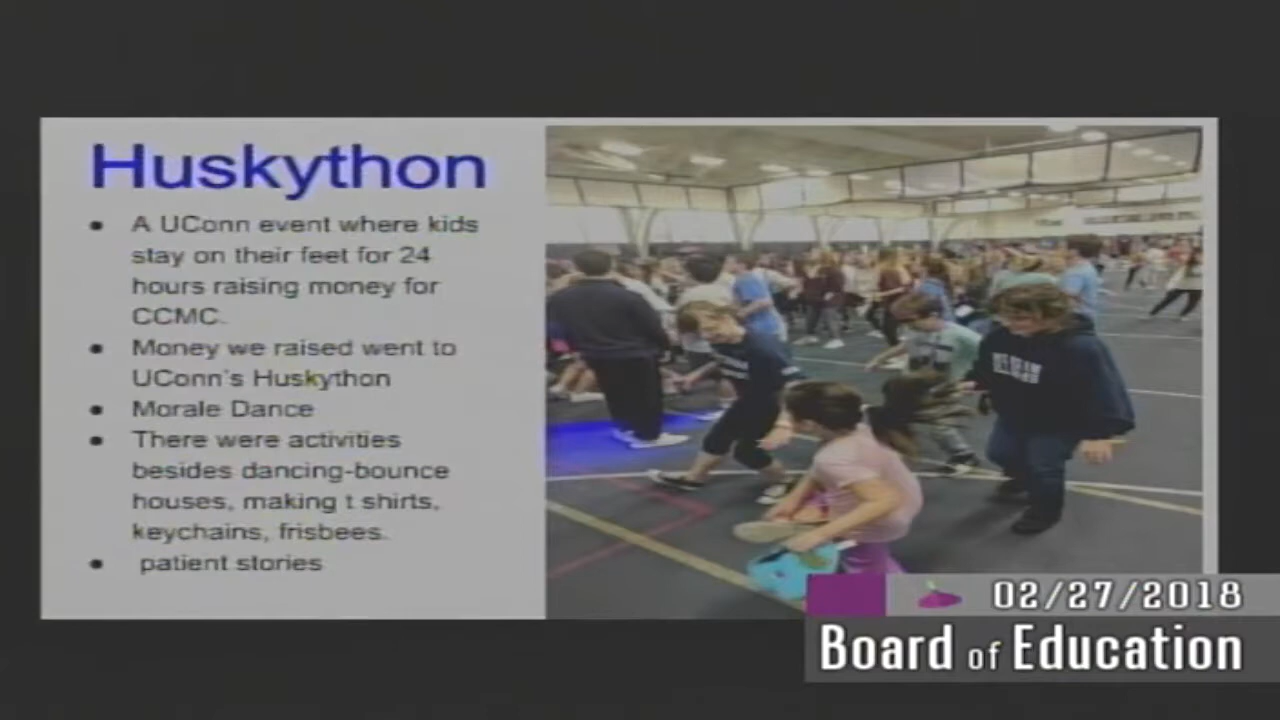 Huskython
• A UConn event where kids
stay on their feet for 24
hours raising money for
CCMC.
• Money we raised went to
UConn's Huskython
• Morale Dance
• There were activities
besides dancing-bounce
houses, making t shirts,
keychains, frisbees.
• patient stories
02/27/2018
Board of Education